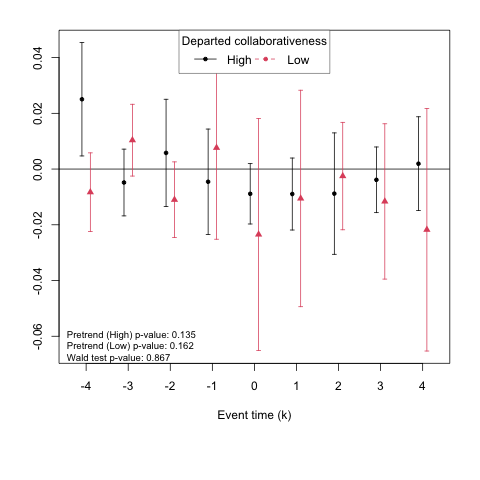 Departed collaborativeness
High Low
0.04
0.02
0.00
-0.02
-0.04
-0.06
Pretrend (High) p-value: 0.135
Pretrend (Low) p-value: 0.162
Wald test p-value: 0.867
-4 -3 -2 -1 0 1 2 3 4
Event time (k)